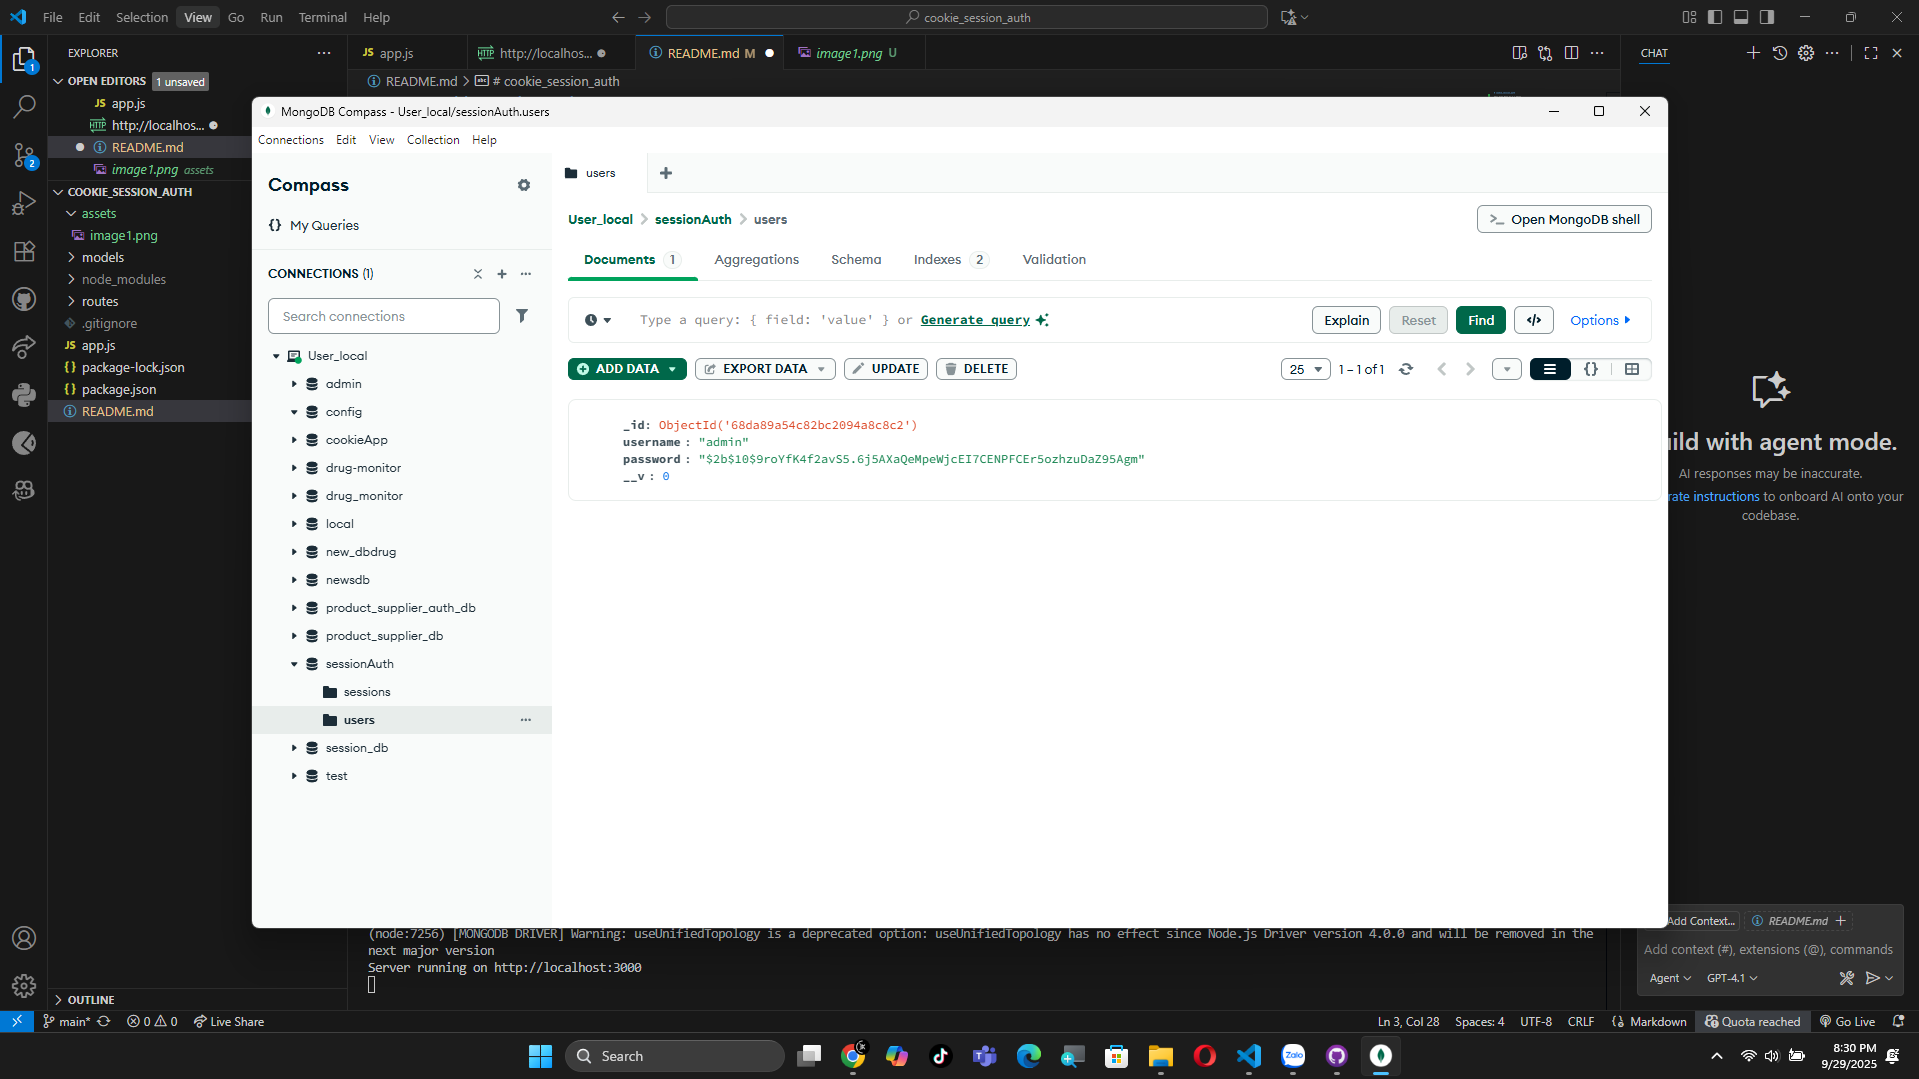 File Edit Selection View Go Run Terminal Help
cookie_session_auth
EXPLORER
OPEN EDITORS 1 unsaved
app.js
http://localhos...
README.md
image1.png assets
COOKIE_SESSION_AUTH
assets
image1.png
models
node_modules
routes
.gitignore
app.js
package-lock.json
package.json
README.md
OUTLINE
app.js
http://localhos...
README.md M
image1.png U
README.md > # cookie_session_auth
MongoDB Compass - User_local/sessionAuth.users
Connections Edit View Collection Help
Compass
My Queries
CONNECTIONS (1)
Search connections
User_local
admin
config
cookieApp
drug-monitor
drug_monitor
local
new_dbdrug
newsdb
product_supplier_auth_db
product_supplier_db
sessionAuth
sessions
users
session_db
test
users
User_local > sessionAuth > users
Open MongoDB shell
Documents 1 Aggregations Schema Indexes 2 Validation
Type a query: { field: 'value' } or Generate query
Explain Reset Find </> Options
ADD DATA EXPORT DATA UPDATE DELETE
25 1–1 of 1
_id: ObjectId('68da89a54c82bc2094a8c8c2')
username : "admin"
password : "$2b$10$9roYfK4f2avS5.6j5AXaQeMpeWjcEI7CENPFCEr5ozhzuDaZ95Agm"
__v : 0
(node:7256) [MONGODB DRIVER] Warning: useUnifiedTopology is a deprecated option: useUnifiedTopology has no effect since Node.js Driver version 4.0.0 and will be removed in the
next major version
Server running on http://localhost:3000
CHAT
ild with agent mode.
AI responses may be inaccurate.
rate instructions to onboard AI onto your
codebase.
Add Context... README.md
Add context (#), extensions (@), commands
Agent GPT-4.1
main* 0 0 Live Share
Ln 3, Col 28 Spaces: 4 UTF-8 CRLF Markdown Quota reached Go Live
Search
Zalo
8:30 PM
9/29/2025